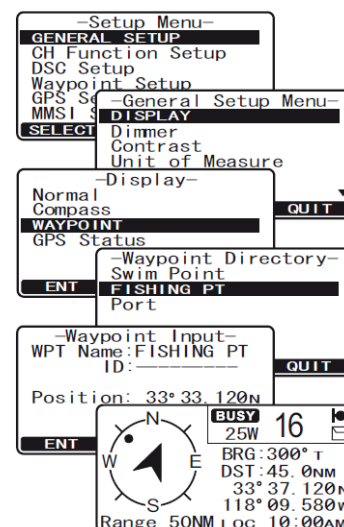 –Setup Menu–
GENERAL SETUP
CH Function Setup
DSC Setup
Waypoint Setup
GPS
MMSI
SELECT
–General Setup Menu–
DISPLAY
Dimmer
Contrast
Unit of Measure
QUIT
–Display–
Normal
Compass
WAYPOINT
GPS Status
ENT
–Waypoint Directory–
Swim Point
FISHING PT
Port
QUIT
–Waypoint Input–
WPT Name:FISHING PT
ID:–––––––––
Position: 33°33.120N
ENT
N
W E
S
Range 50NM
BUSY
25W 16
BRG:300°T
DST:45.0NM
33°37.120N
118°09.580W
LOC 10:00AM